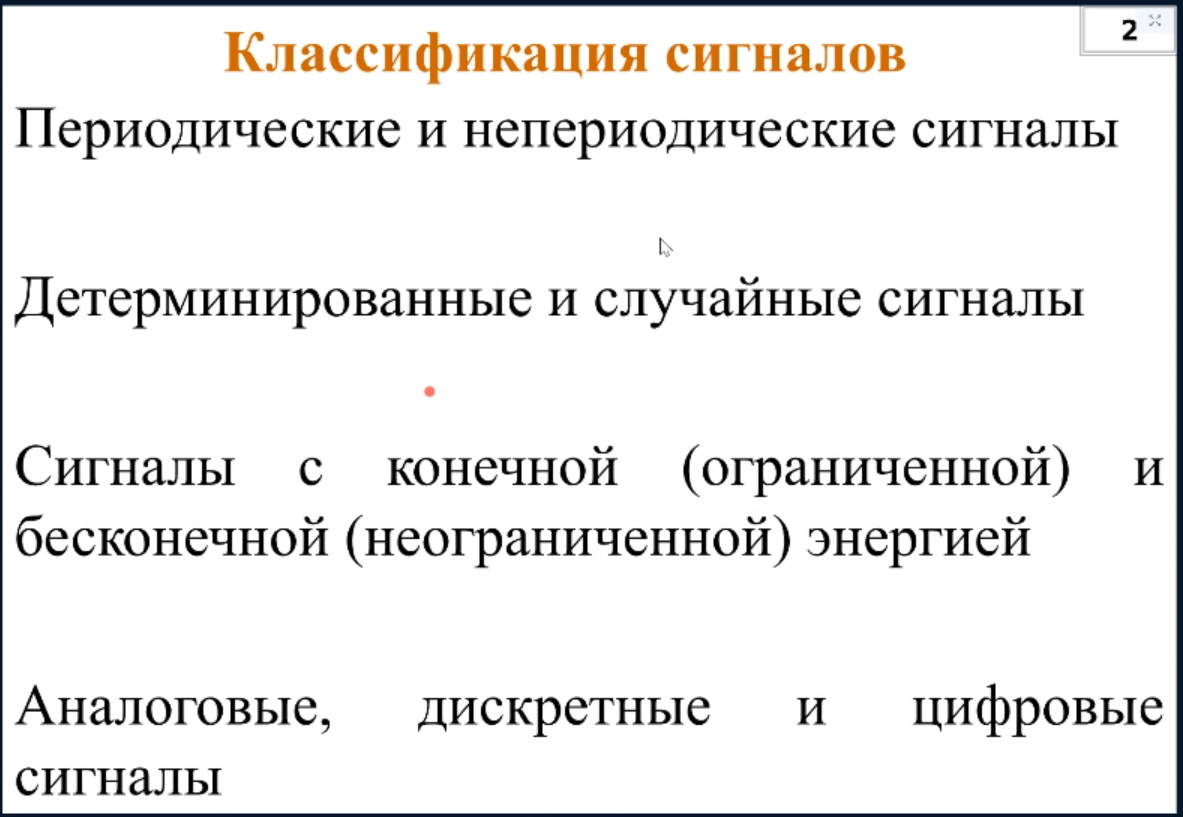 2
Классификация сигналов
Периодические и непериодические сигналы
Детерминированные и случайные сигналы
Сигналы с конечной (ограниченной) и
бесконечной (неограниченной) энергией
Аналоговые, дискретные и цифровые
сигналы